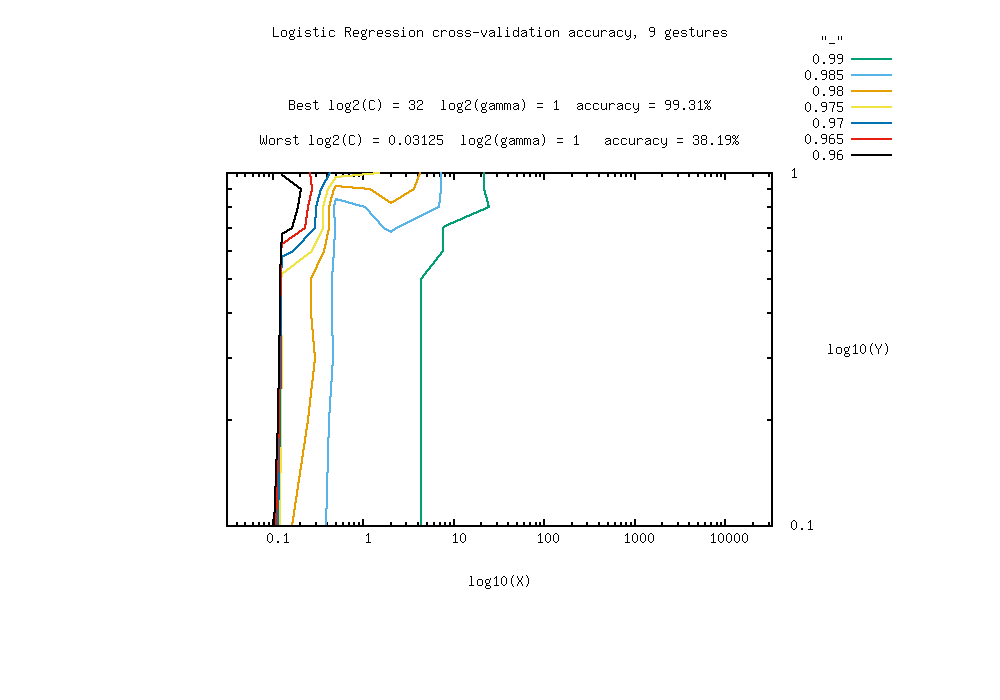 Logistic Regression cross-validation accuracy, 9 gestures
"_"
0.99
0.985
0.98
0.975
0.97
0.965
0.96
Best log2(C) = 32  log2(gamma) = 1  accuracy = 99.31%
Worst log2(C) = 0.03125  log2(gamma) = 1   accuracy = 38.19%
1
log10(Y)
0.1
0.1 1 10 100 1000 10000
log10(X)